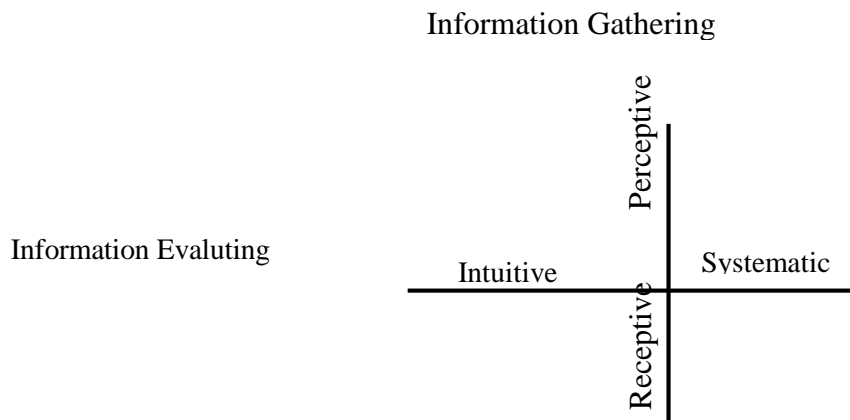 Information Gathering
Perceptive
Information Evaluting
Intuitive
Systematic
Receptive